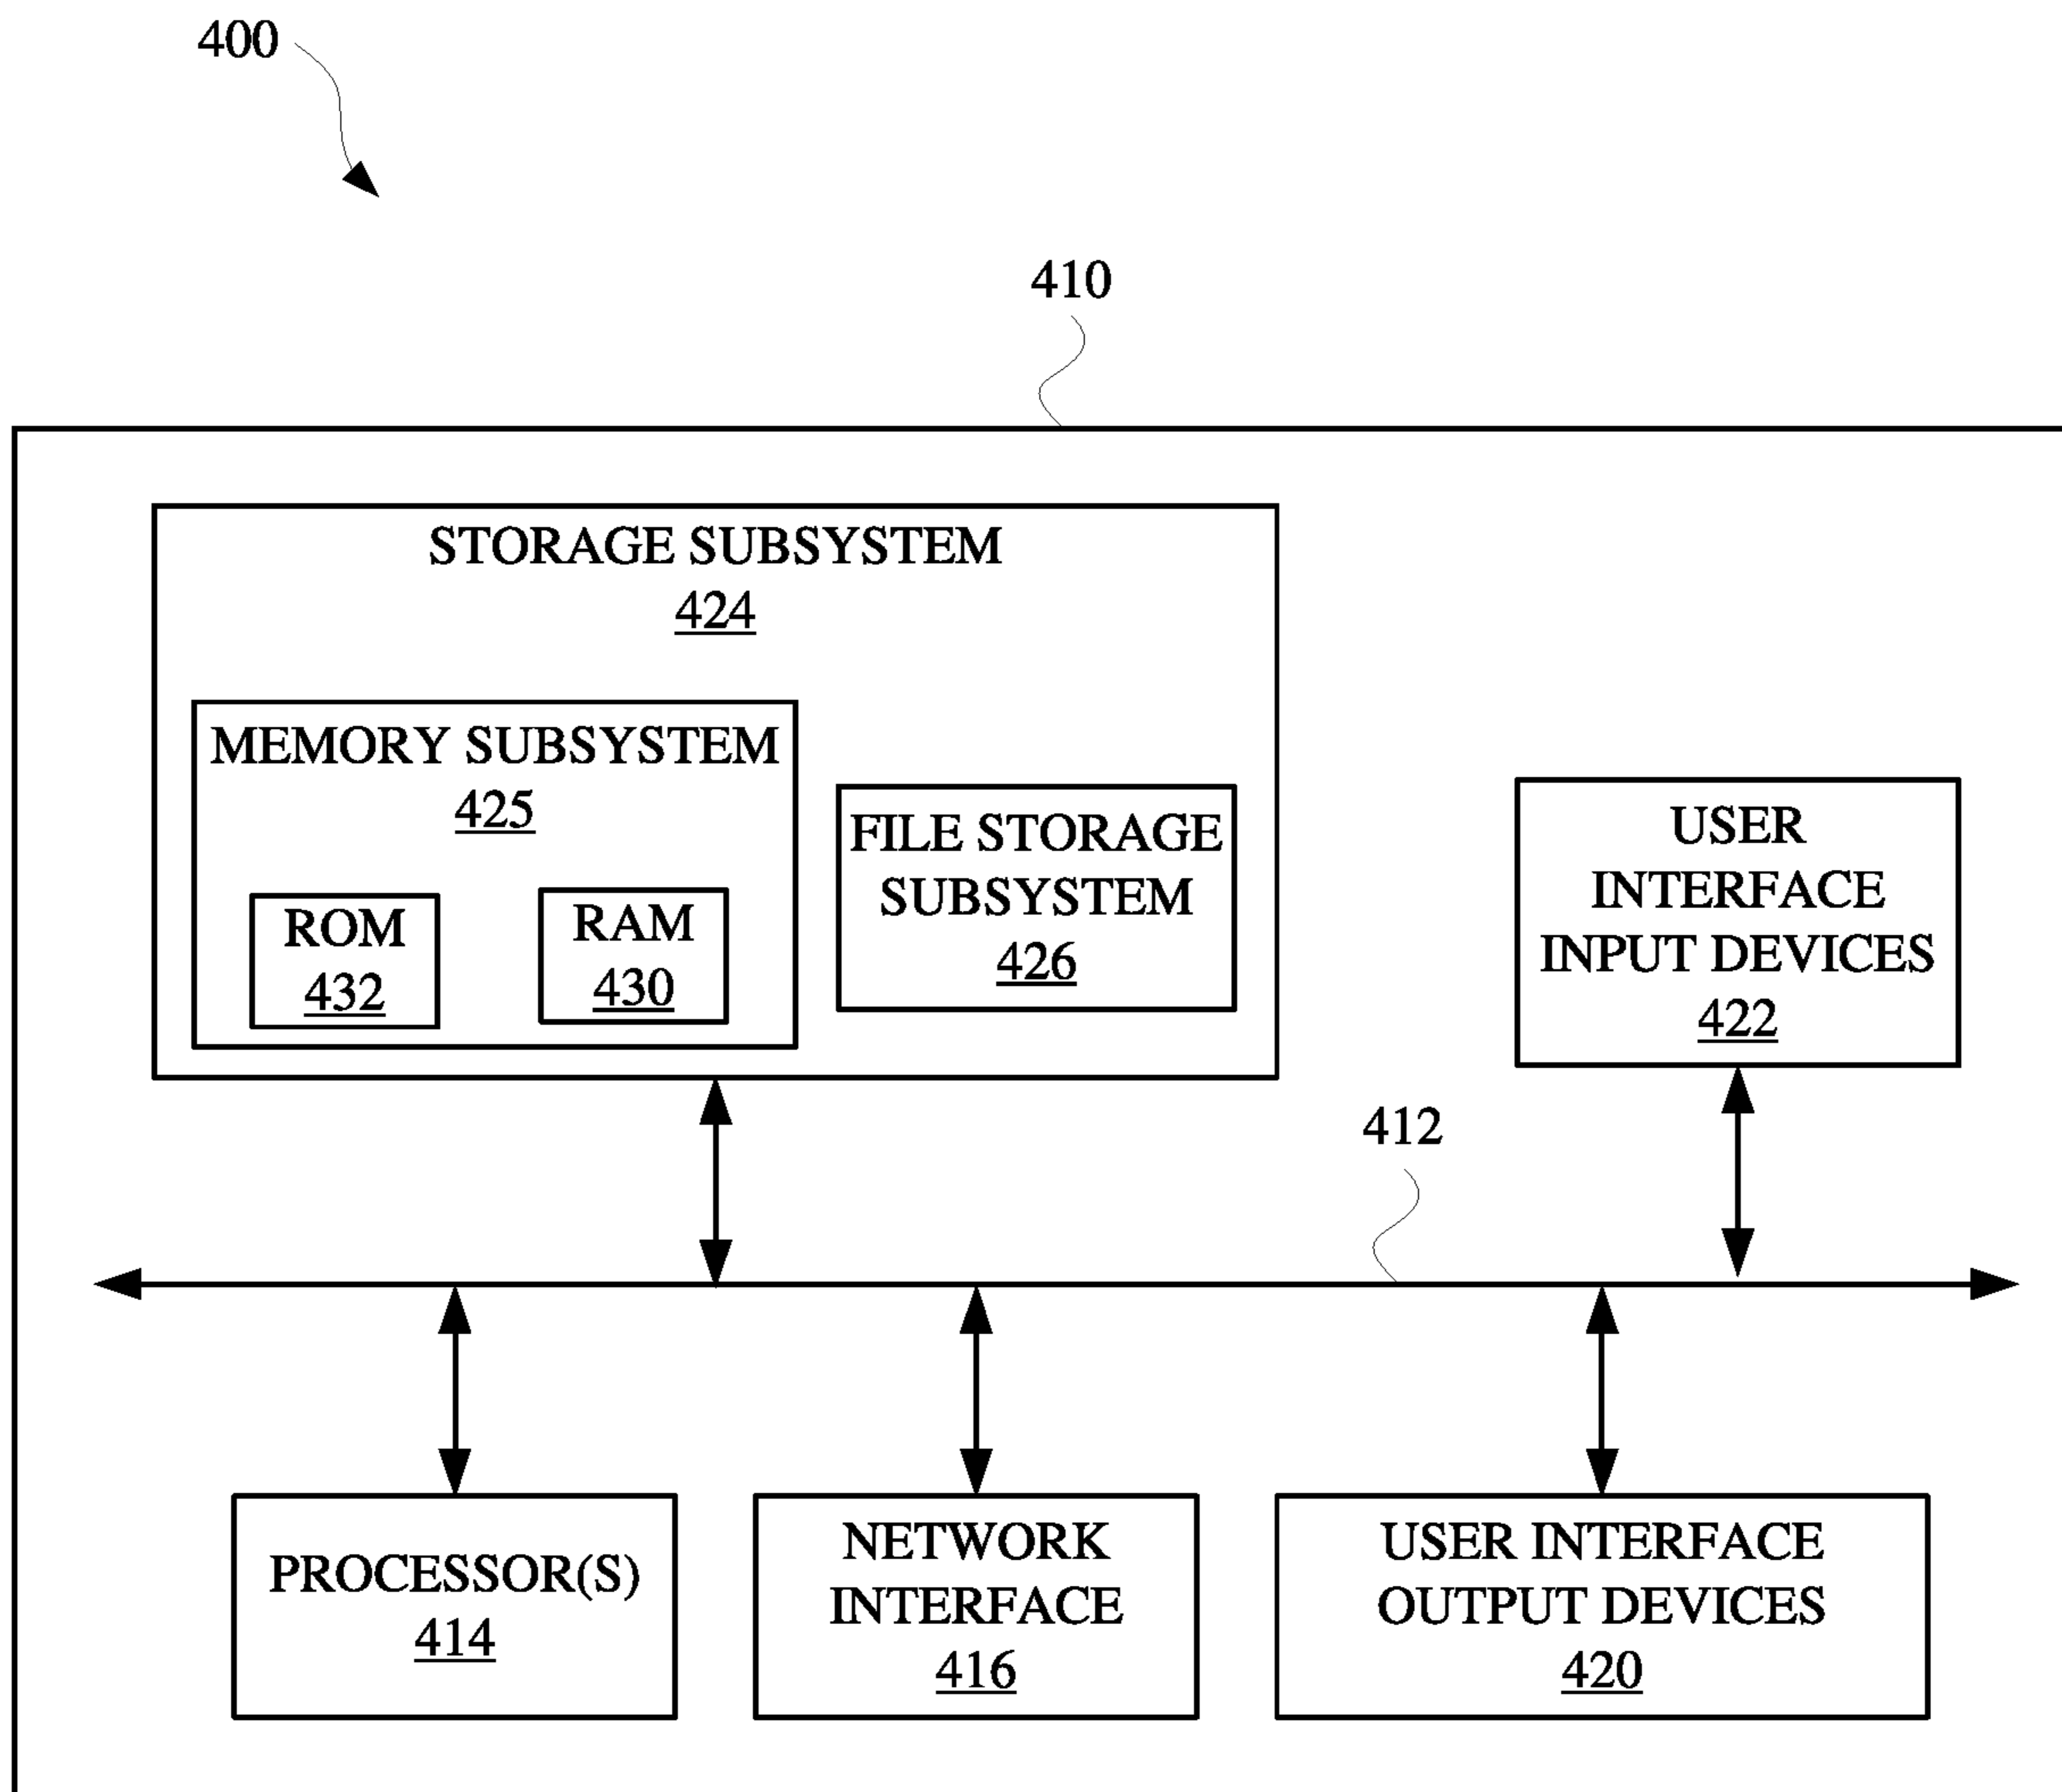 400
410
STORAGE SUBSYSTEM
424
MEMORY SUBSYSTEM
425
ROM
432
RAM
430
FILE STORAGE
SUBSYSTEM
426
USER
INTERFACE
INPUT DEVICES
422
412
PROCESSOR(S)
414
NETWORK
INTERFACE
416
USER INTERFACE
OUTPUT DEVICES
420